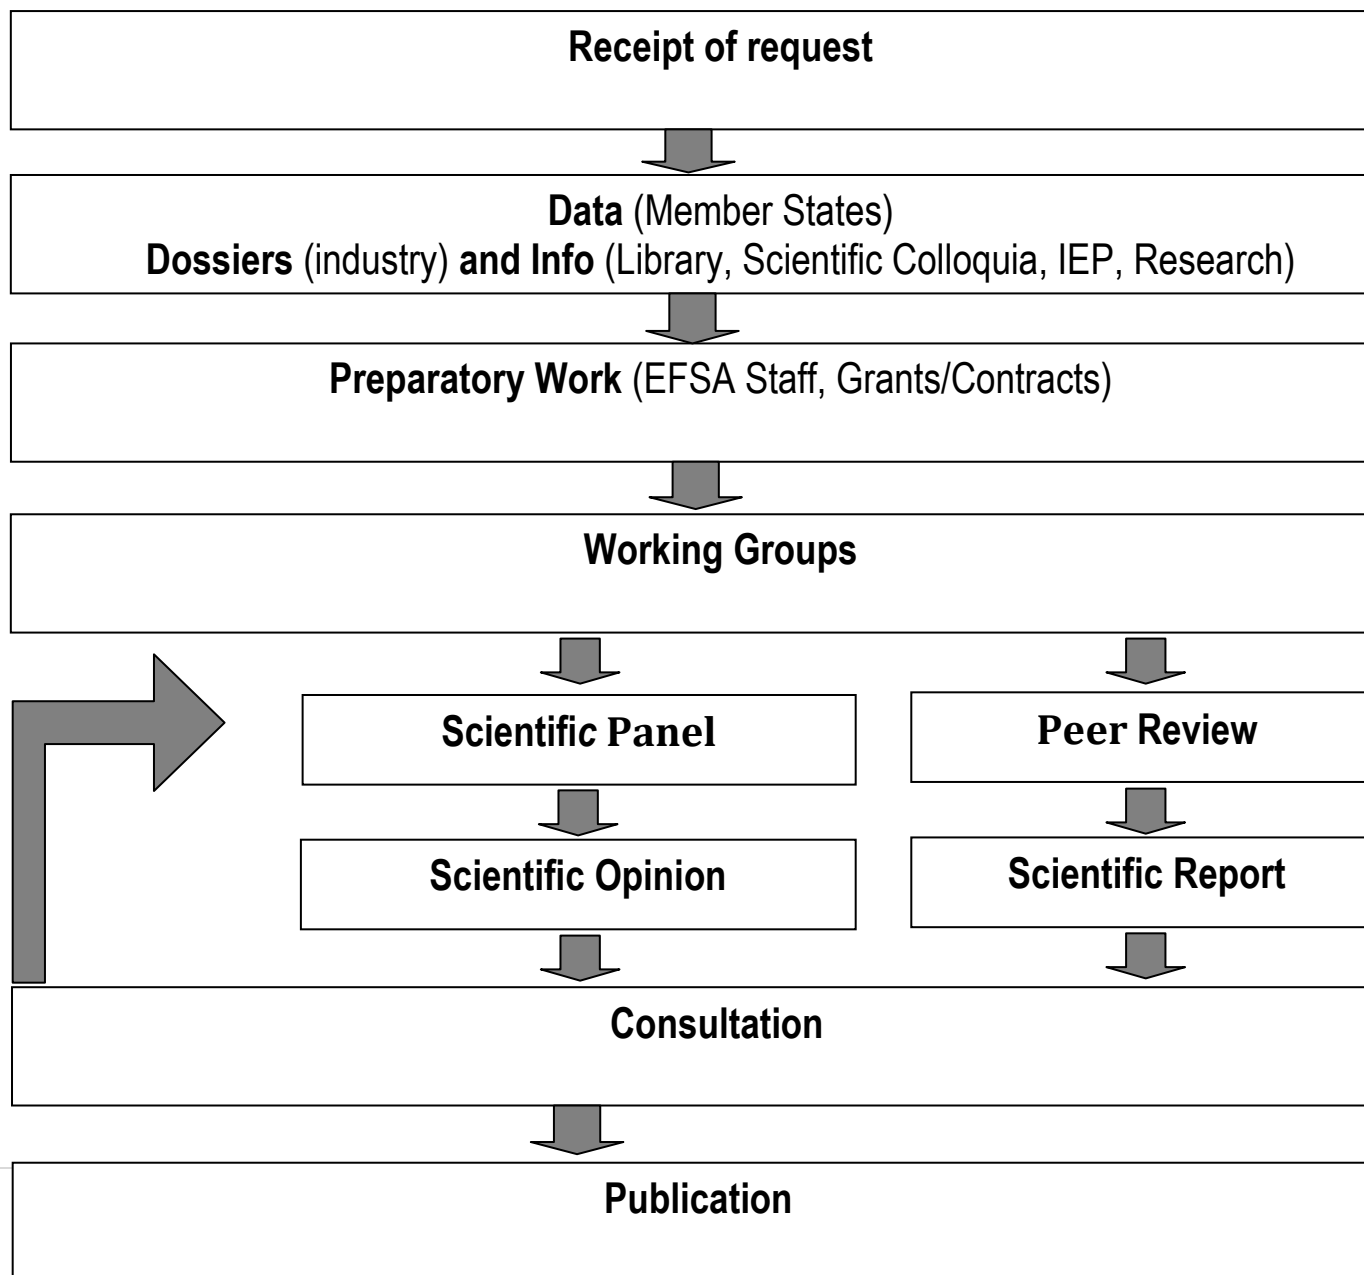 Receipt of request
Data (Member States)
Dossiers (industry) and Info (Library, Scientific Colloquia, IEP, Research)
Preparatory Work (EFSA Staff, Grants/Contracts)
Working Groups
Scientific Panel
Peer Review
Scientific Opinion
Scientific Report
Consultation
Publication